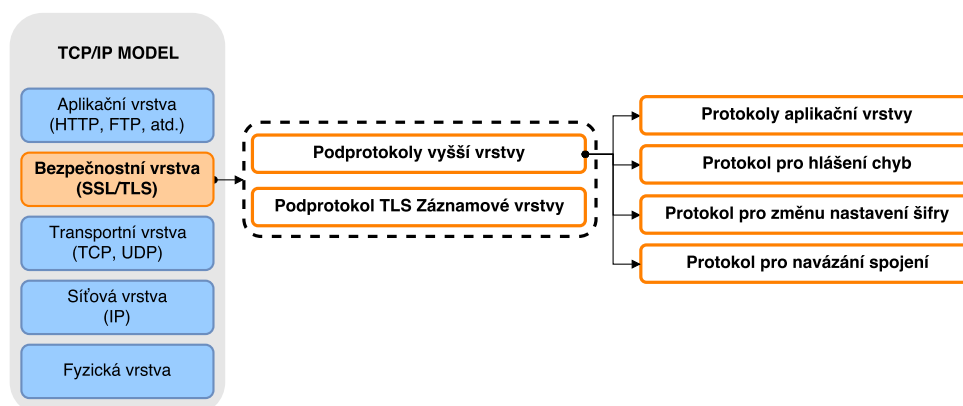 TCP/IP MODEL
Aplikační vrstva
(HTTP, FTP, atd.)
Bezpečnostní vrstva
(SSL/TLS)
Transportní vrstva
(TCP, UDP)
Síťová vrstva
(IP)
Fyzická vrstva
Podprotokoly vyšší vrstvy
Podprotokol TLS Záznamové vrstvy
Protokoly aplikační vrstvy
Protokol pro hlášení chyb
Protokol pro změnu nastavení šifry
Protokol pro navázání spojení